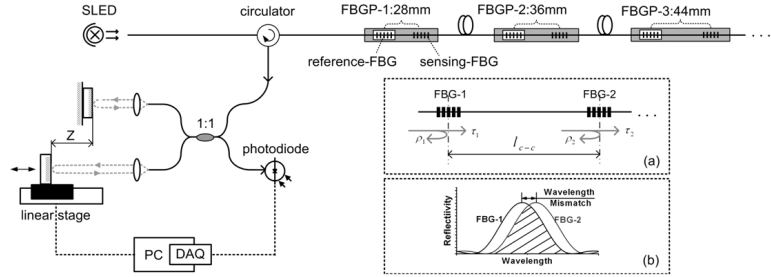 SLED
circulator
FBGP-1:28mm
FBGP-2:36mm
FBGP-3:44mm
reference-FBG
sensing-FBG
1:1
photodiode
Z
linear stage
PC
DAQ
FBG-1
FBG-2
ρ₁
τ₁
ρ₂
τ₂
l c-c
(a)
Wavelength
Mismatch
FBG-1
FBG-2
Reflectivity
Wavelength
(b)